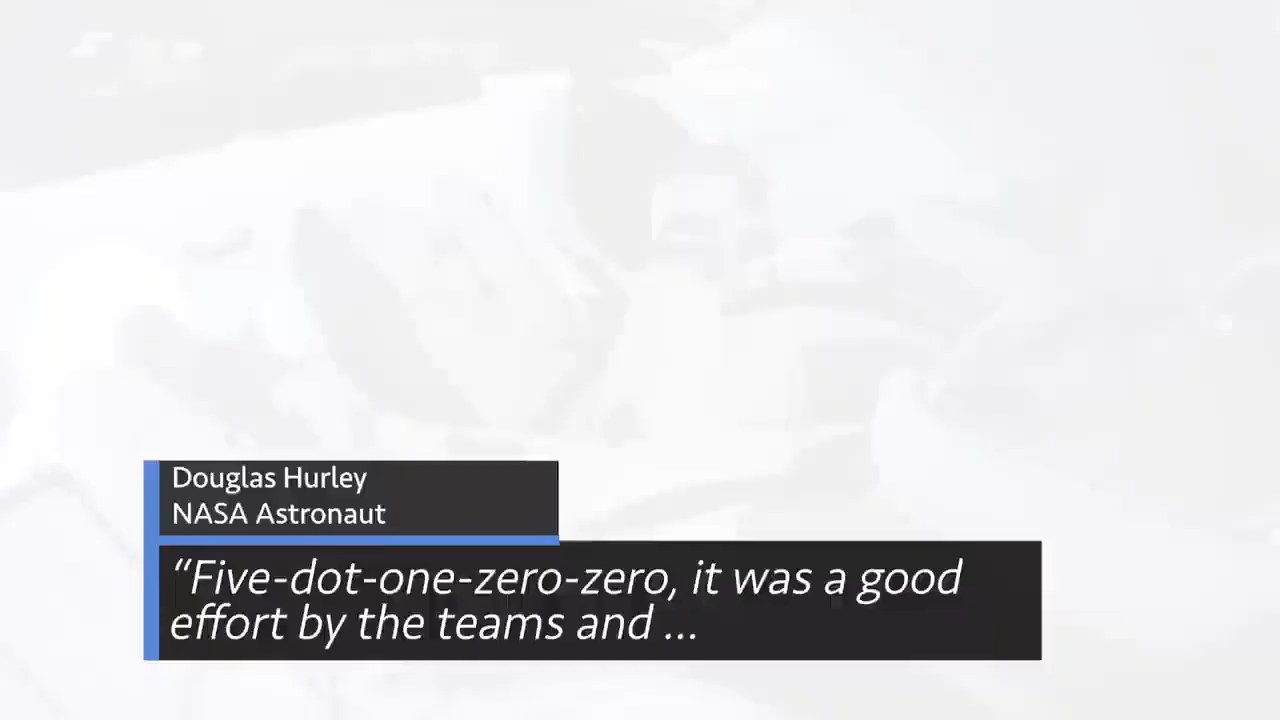 Douglas Hurley
NASA Astronaut
“Five-dot-one-zero-zero, it was a good
effort by the teams and ...